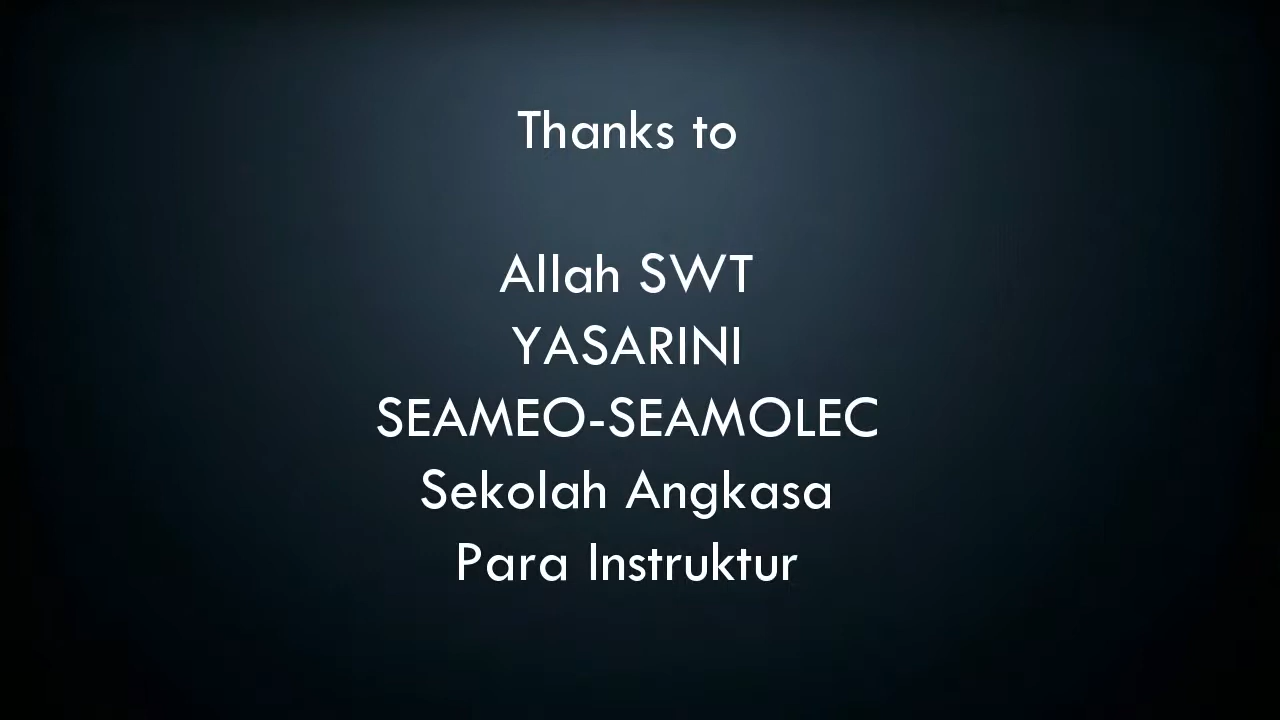 Thanks to
Allah SWT
YASARINI
SEAMEO-SEAMOLEC
Sekolah Angkasa
Para Instruktur